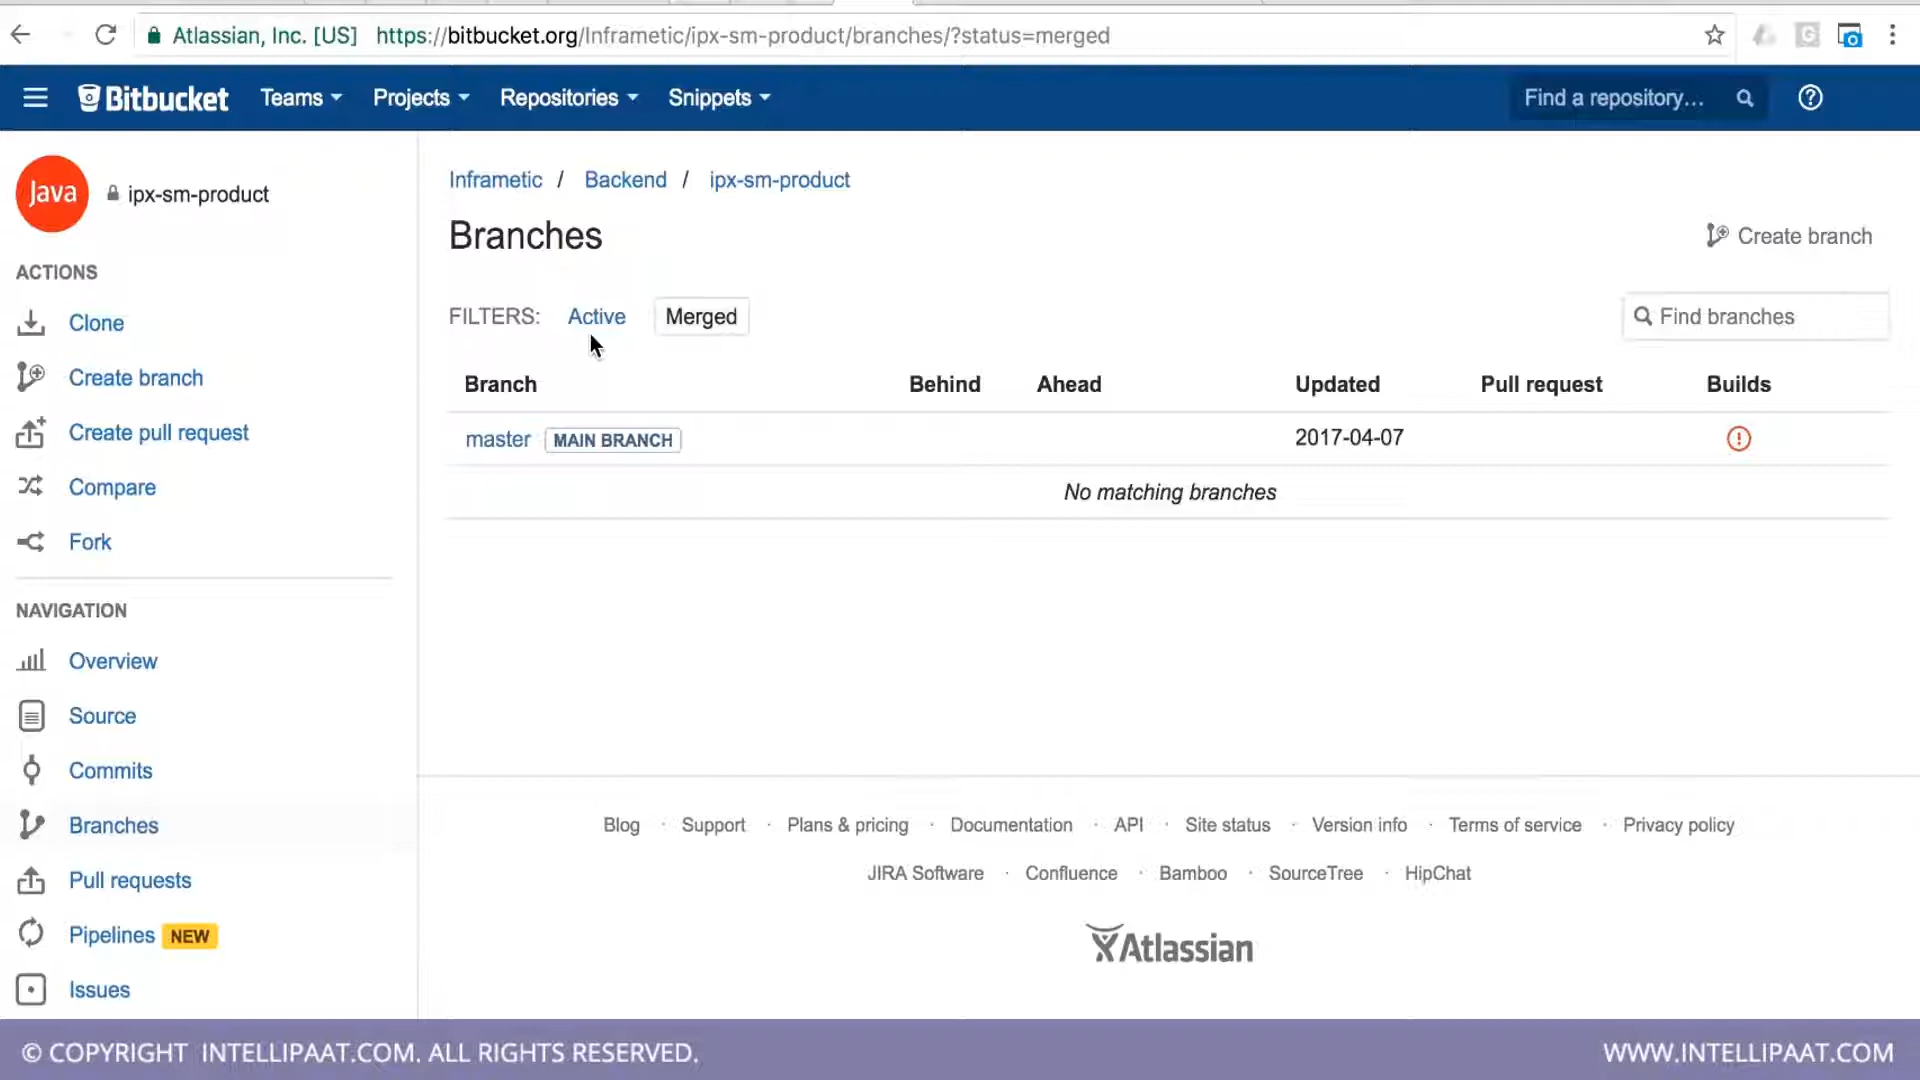 Atlassian, Inc. [US] https://bitbucket.org/Inframetic/ipx-sm-product/branches/?status=merged
Bitbucket Teams Projects Repositories Snippets Find a repository...
Java ipx-sm-product
Inframetic / Backend / ipx-sm-product
Branches
Create branch
ACTIONS
Clone
Create branch
Create pull request
Compare
Fork
FILTERS: Active Merged Find branches
Branch Behind Ahead Updated Pull request Builds
master MAIN BRANCH 2017-04-07
No matching branches
NAVIGATION
Overview
Source
Commits
Branches
Pull requests
Pipelines NEW
Issues
Blog · Support · Plans & pricing · Documentation · API · Site status · Version info · Terms of service · Privacy policy
JIRA Software · Confluence · Bamboo · SourceTree · HipChat
Atlassian
© COPYRIGHT INTELLIPAAT.COM. ALL RIGHTS RESERVED. WWW.INTELLIPAAT.COM